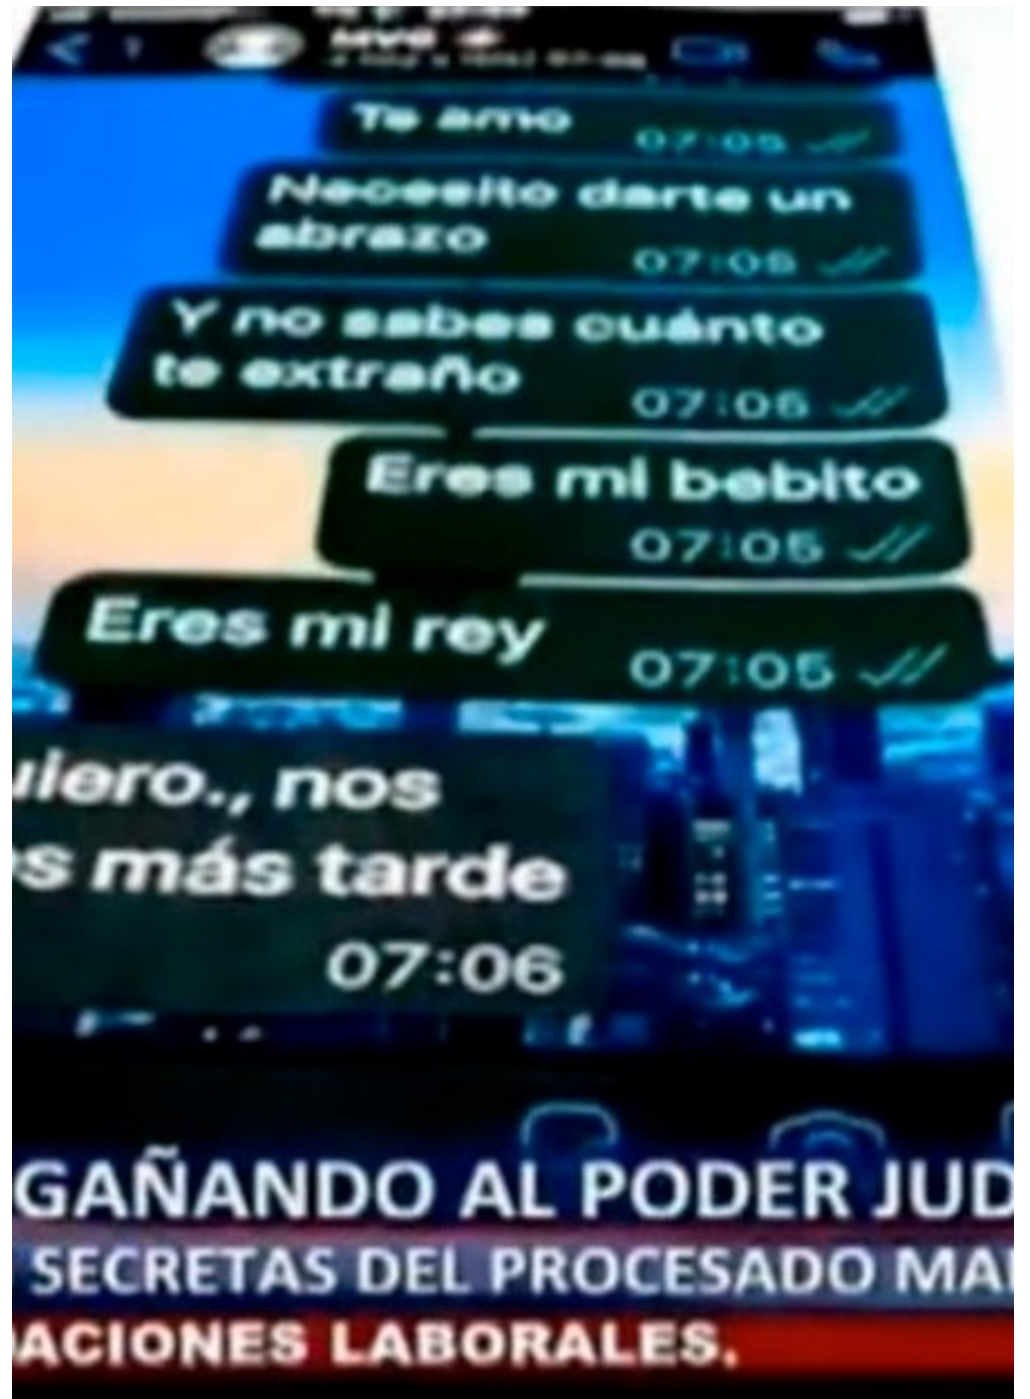 Te amo
07:05
Necesito darte un
abrazo
07:05
Y no sabes cuánto
te extraño
07:05
Eres mi bebito
07:05
Eres mi rey
07:05
uiero., nos
s más tarde
07:06
GAÑANDO AL PODER JUD
SECRETAS DEL PROCESADO MA
ACIONES LABORALES.